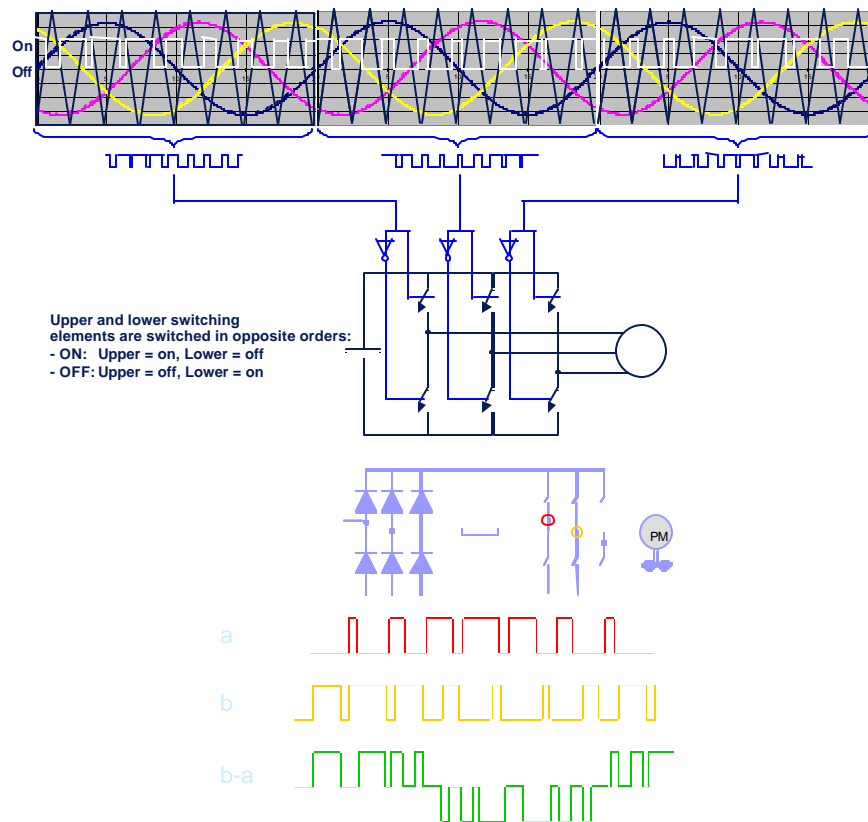 On
Off
Upper and lower switching
elements are switched in opposite orders:
- ON: Upper = on, Lower = off
- OFF: Upper = off, Lower = on
PM
a
b
b-a